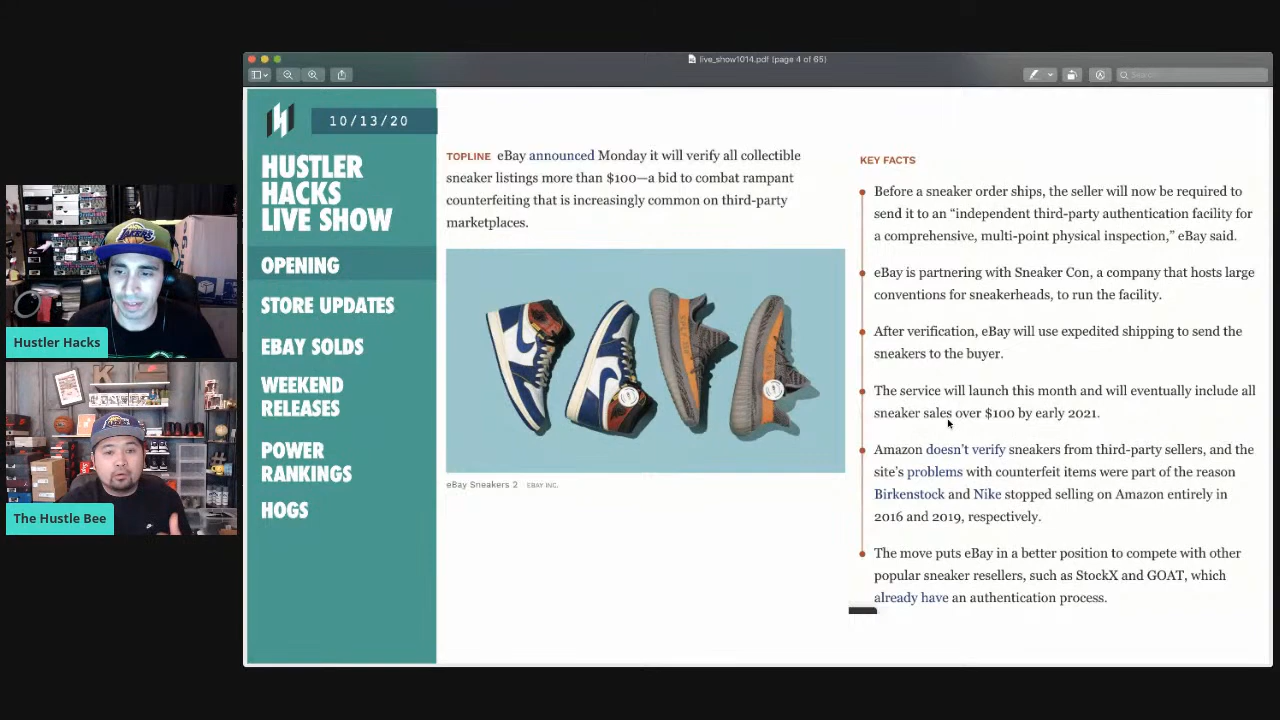 live_show1014.pdf (page 4 of 65)
Search
10/13/20
HUSTLER
HACKS
LIVE SHOW
OPENING
STORE UPDATES
EBAY SOLDS
WEEKEND
RELEASES
POWER
RANKINGS
HOGS
TOPLINE eBay announced Monday it will verify all collectible
sneaker listings more than $100—a bid to combat rampant
counterfeiting that is increasingly common on third-party
marketplaces.
eBay Sneakers 2 EBAY INC.
KEY FACTS
Before a sneaker order ships, the seller will now be required to
send it to an “independent third-party authentication facility for
a comprehensive, multi-point physical inspection,” eBay said.
eBay is partnering with Sneaker Con, a company that hosts large
conventions for sneakerheads, to run the facility.
After verification, eBay will use expedited shipping to send the
sneakers to the buyer.
The service will launch this month and will eventually include all
sneaker sales over $100 by early 2021.
Amazon doesn’t verify sneakers from third-party sellers, and the
site’s problems with counterfeit items were part of the reason
Birkenstock and Nike stopped selling on Amazon entirely in
2016 and 2019, respectively.
The move puts eBay in a better position to compete with other
popular sneaker resellers, such as StockX and GOAT, which
already have an authentication process.
Hustler Hacks
The Hustle Bee